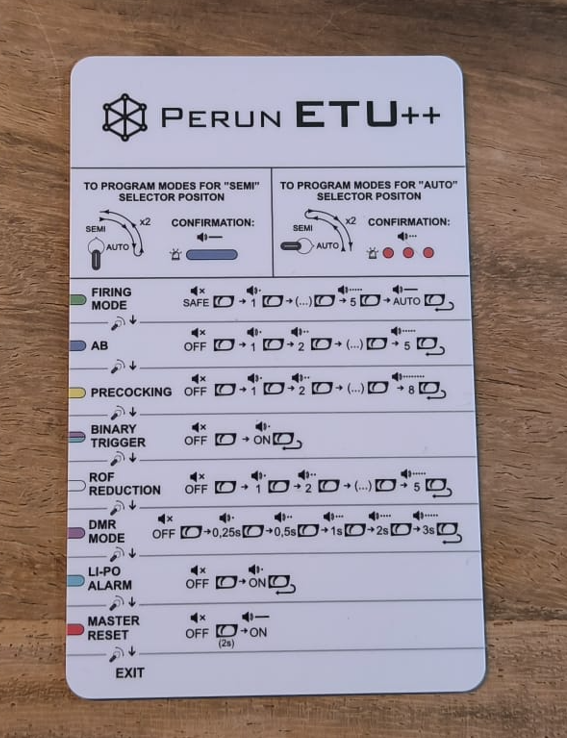 PERUN ETU++
TO PROGRAM MODES FOR "SEMI"
SELECTOR POSITON
SEMI
AUTO
x2
CONFIRMATION:
TO PROGRAM MODES FOR "AUTO"
SELECTOR POSITON
SEMI
AUTO
x2
CONFIRMATION:
FIRING
MODE
SAFE → 1 → (...) → 5 → AUTO
AB
OFF → 1 → 2 → (...) → 5
PRECOCKING
OFF → 1 → 2 → (...) → 8
BINARY
TRIGGER
OFF → ON
ROF
REDUCTION
OFF → 1 → 2 → (...) → 5
DMR
MODE
OFF → 0,25s → 0,5s → 1s → 2s → 3s
LI-PO
ALARM
OFF → ON
MASTER
RESET
OFF → ON
(2s)
EXIT